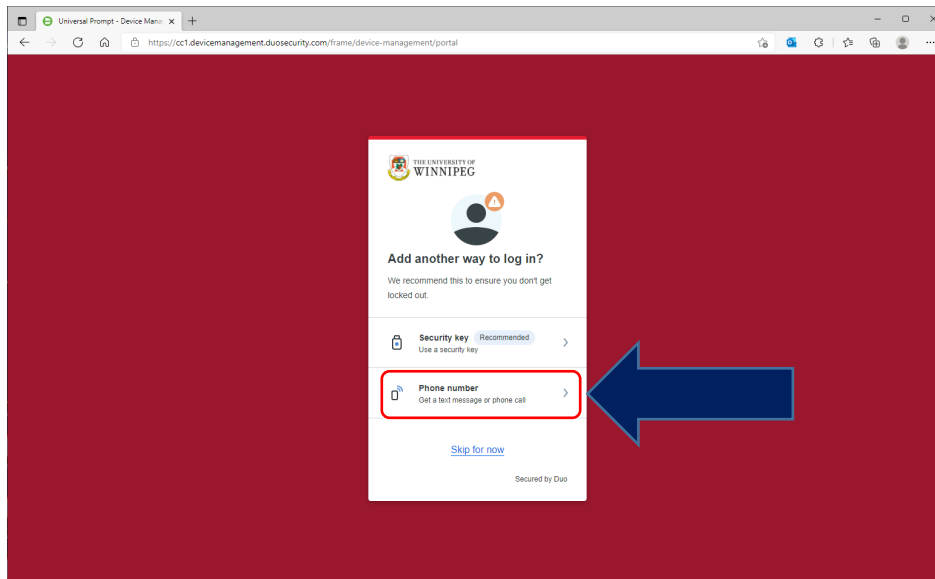 Universal Prompt - Device Mana
https://cc1.devicemanagement.duosecurity.com/frame/device-management/portal
THE UNIVERSITY OF
WINNIPEG
Add another way to log in?
We recommend this to ensure you don't get
locked out.
Security key Recommended
Use a security key
Phone number
Get a text message or phone call
Skip for now
Secured by Duo